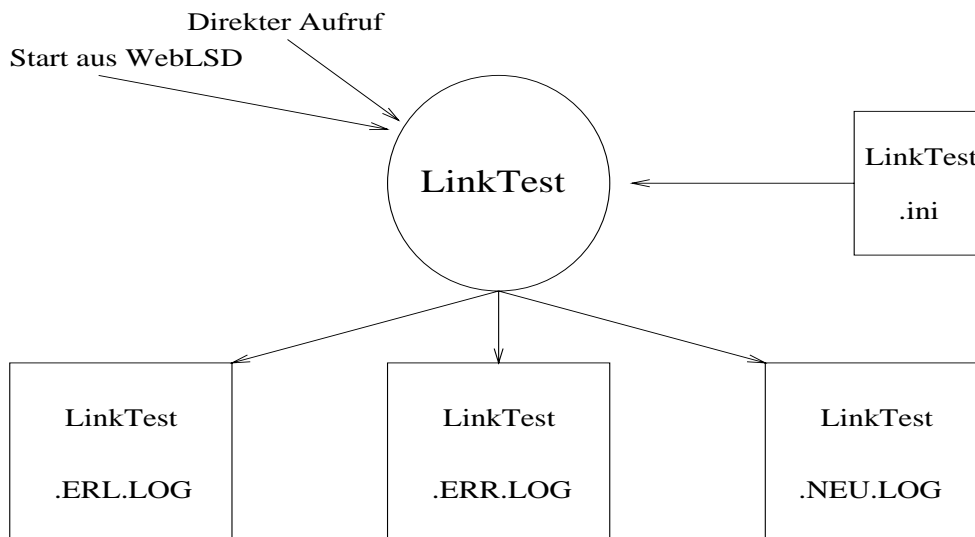 Direkter Aufruf
Start aus WebLSD
LinkTest
LinkTest
.ini
LinkTest
.ERL.LOG
LinkTest
.ERR.LOG
LinkTest
.NEU.LOG